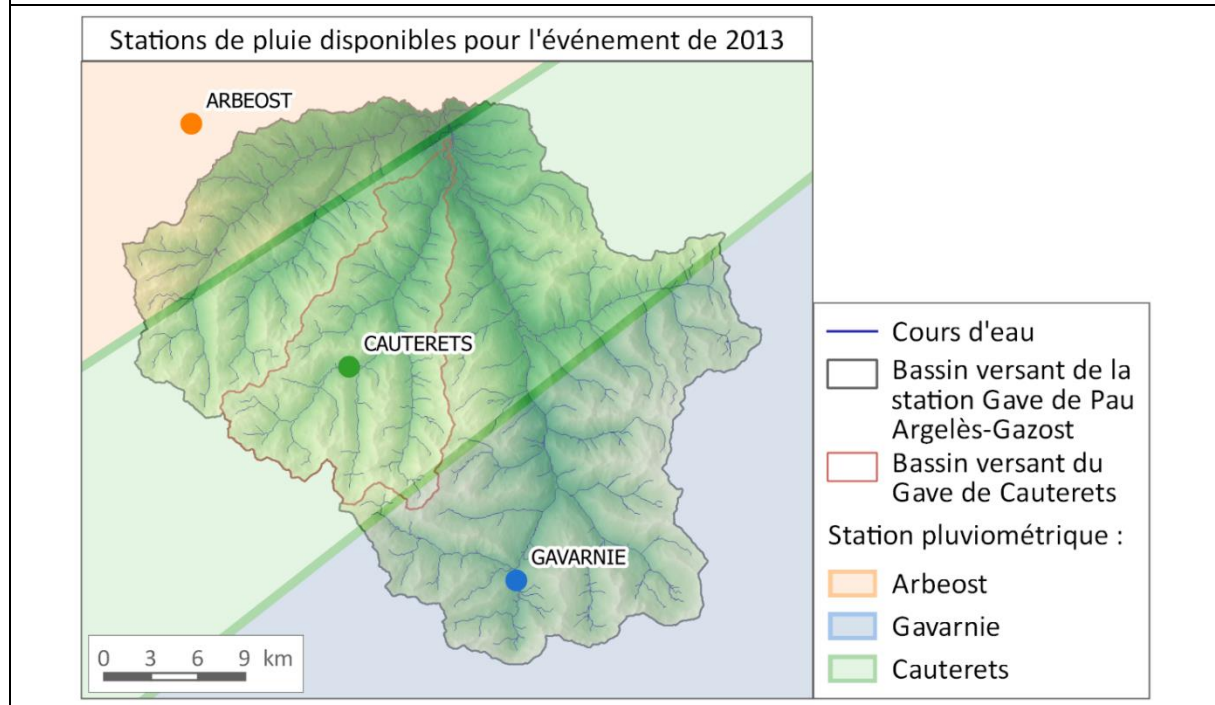 Stations de pluie disponibles pour l'événement de 2013
ARBEOST
CAUTERETS
GAVARNIE
0 3 6 9 km
Cours d'eau
Bassin versant de la
station Gave de Pau
Argelès-Gazost
Bassin versant du
Gave de Cauterets
Station pluviométrique :
Arbeost
Gavarnie
Cauterets